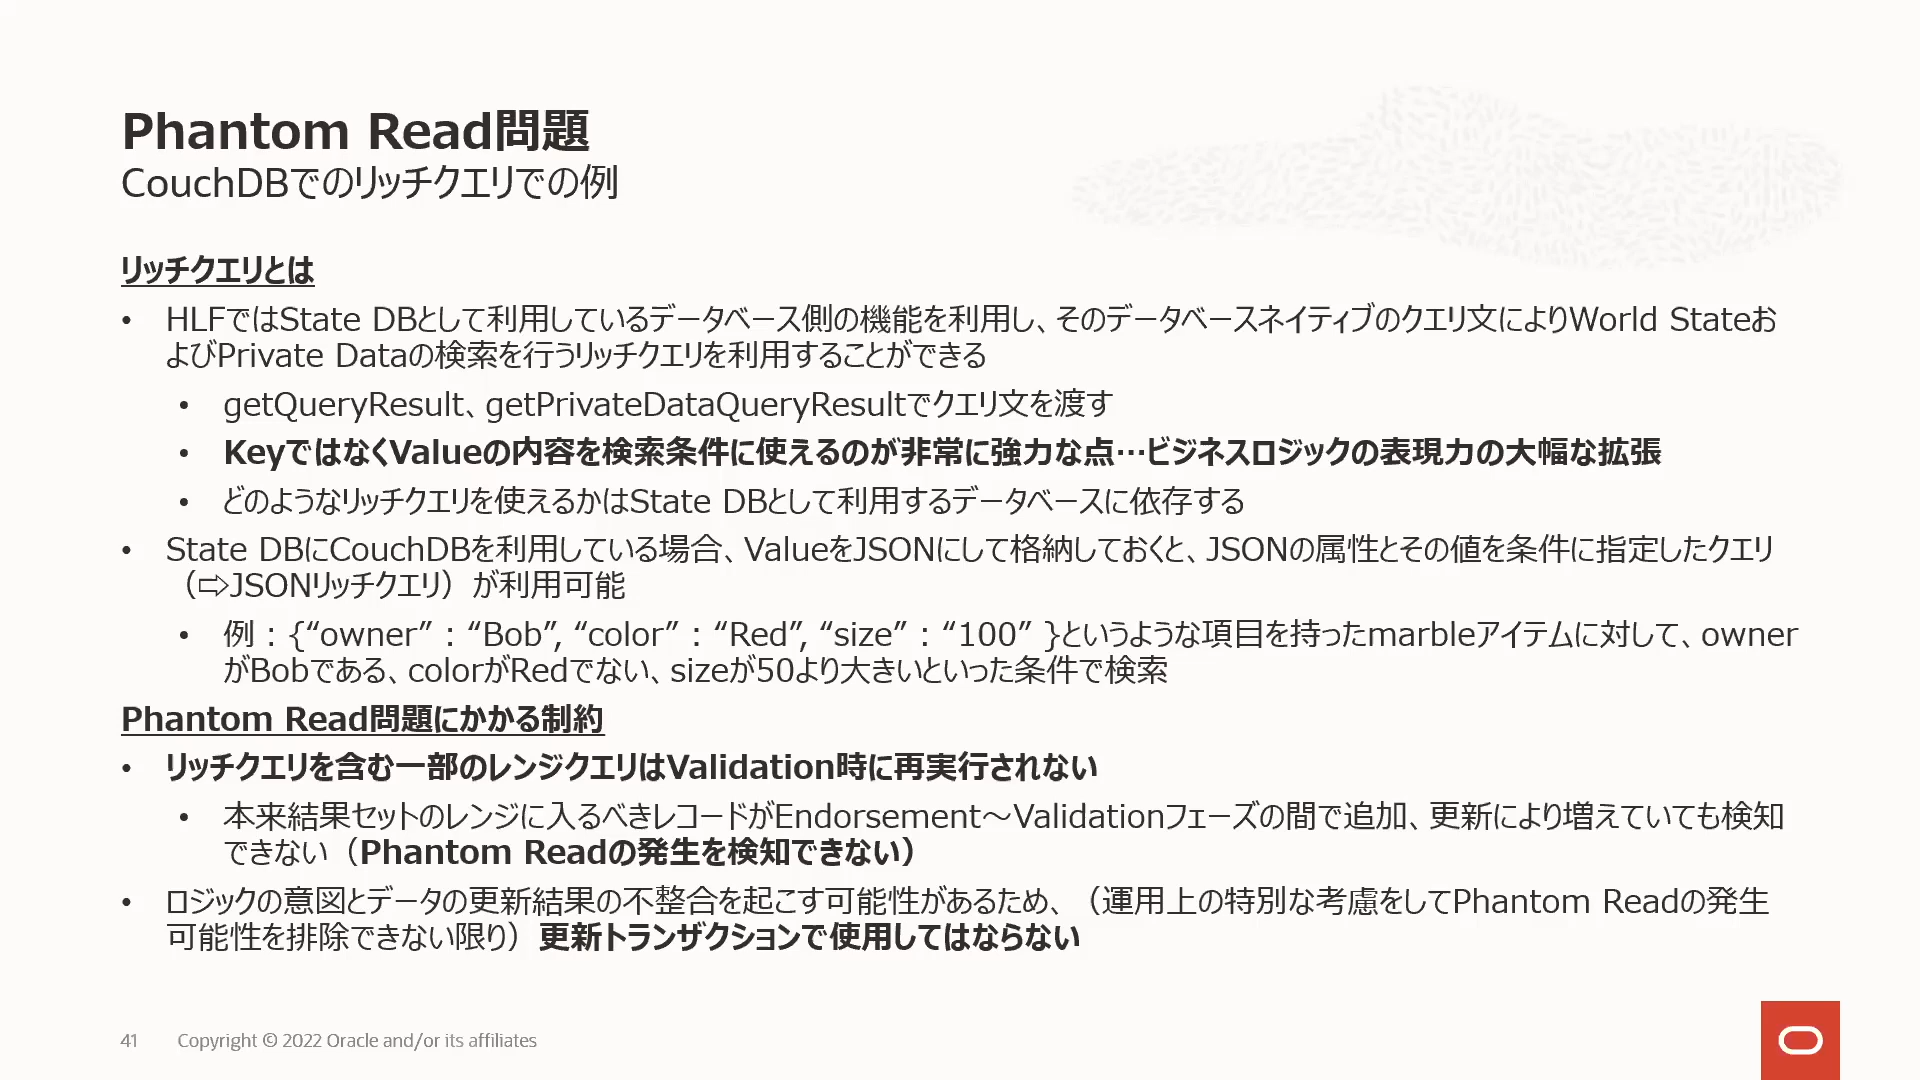 Phantom Read問題
CouchDBでのリッチクエリでの例
リッチクエリとは
• HLFではState DBとして利用しているデータベース側の機能を利用し、そのデータベースネイティブのクエリ文によりWorld Stateお
よびPrivate Dataの検索を行うリッチクエリを利用することができる
• getQueryResult、getPrivateDataQueryResultでクエリ文を渡す
• KeyではなくValueの内容を検索条件に使えるのが非常に強力な点…ビジネスロジックの表現力の大幅な拡張
• どのようなリッチクエリを使えるかはState DBとして利用するデータベースに依存する
• State DBにCouchDBを利用している場合、ValueをJSONにして格納しておくと、JSONの属性とその値を条件に指定したクエリ
（⇨JSONリッチクエリ）が利用可能
• 例：{“owner” : “Bob”, “color” : “Red”, “size” : “100” }というような項目を持ったmarbleアイテムに対して、owner
がBobである、colorがRedでない、sizeが50より大きいといった条件で検索
Phantom Read問題にかかる制約
• リッチクエリを含む一部のレンジクエリはValidation時に再実行されない
• 本来結果セットのレンジに入るべきレコードがEndorsement～Validationフェーズの間で追加、更新により増えていても検知
できない（Phantom Readの発生を検知できない）
• ロジックの意図とデータの更新結果の不整合を起こす可能性があるため、（運用上の特別な考慮をしてPhantom Readの発生
可能性を排除できない限り）更新トランザクションで使用してはならない
41 Copyright © 2022 Oracle and/or its affiliates